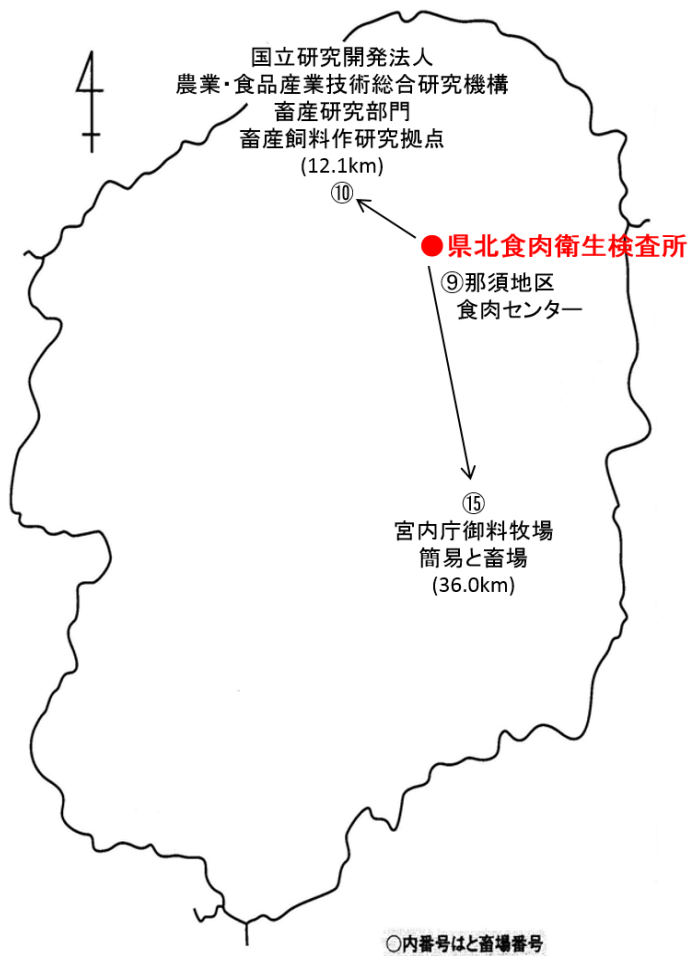 国立研究開発法人
農業・食品産業技術総合研究機構
畜産研究部門
畜産飼料作研究拠点
(12.1km)
⑩
●県北食肉衛生検査所
⑨那須地区
食肉センター
⑮
宮内庁御料牧場
簡易と畜場
(36.0km)
○内番号はと畜場番号